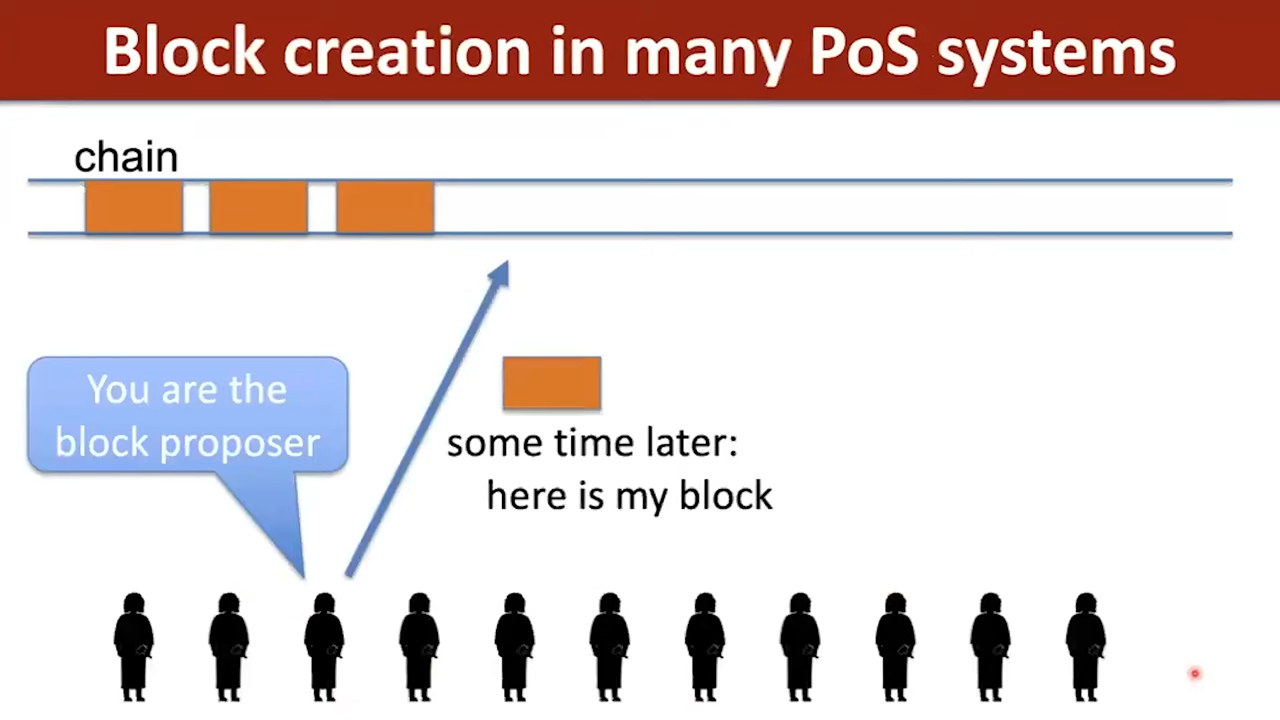 Block creation in many PoS systems
chain
You are the
block proposer
some time later:
here is my block